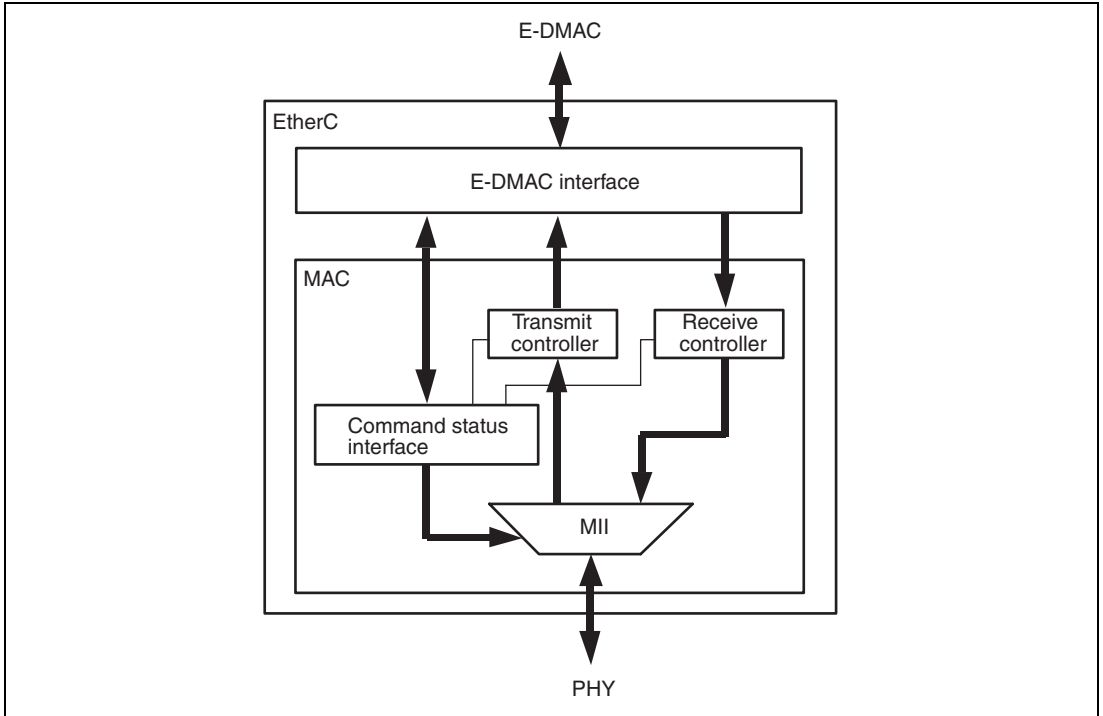 E-DMAC
EtherC
E-DMAC interface
MAC
Transmit
controller
Receive
controller
Command status
interface
MII
PHY